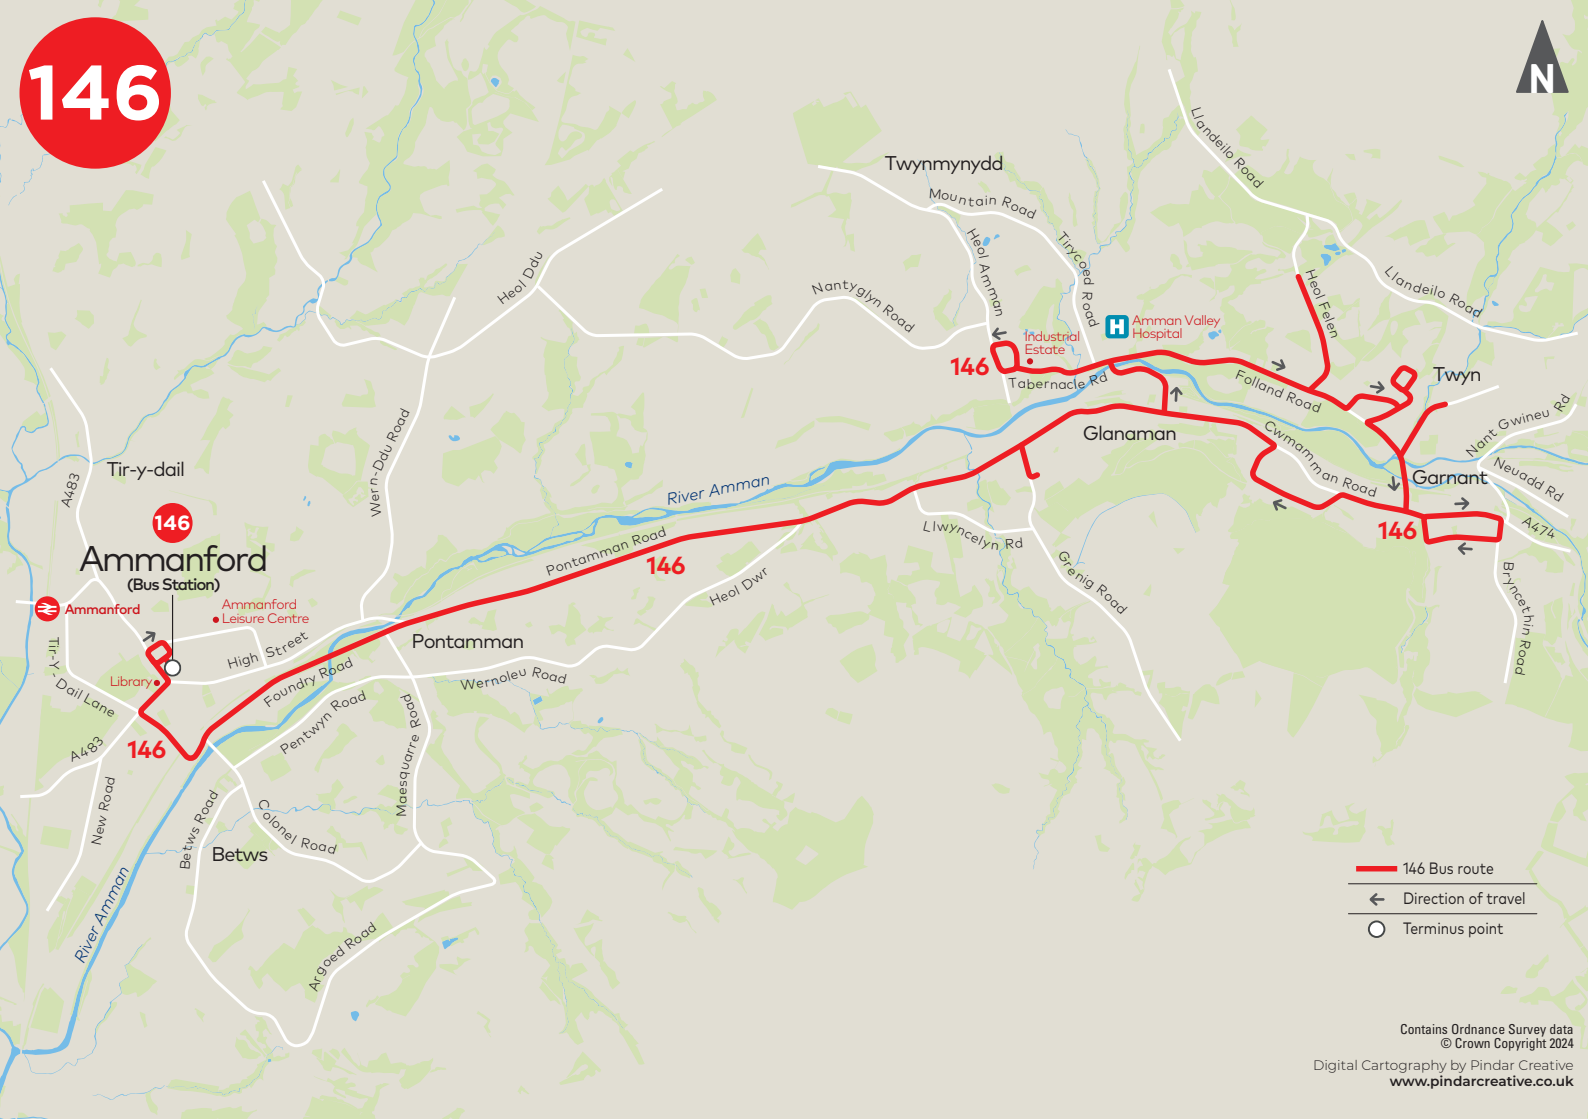 146
N
Twynmynydd
Mountain Road
Llandeilo Road
Heol Amman
Tirycoed Road
Heol Ddu
Nantyglyn Road
Llandeilo Road
Heol Felen
H
Amman Valley
Hospital
Industrial
Estate
146
Tabernacle Rd
Folland Road
Twyn
Nant Gwineu Rd
Wern-Ddu Road
Glanaman
Cwmamman Road
Garnant
Neuadd Rd
Tir-y-dail
A483
River Amman
146
146
A474
Llwyncelyn Rd
Pontamman Road
146
Ammanford
(Bus Station)
Grenig Road
Heol Dwr
Bryncethin Road
Ammanford
Ammanford
Leisure Centre
High Street
Pontamman
Tir-Y-Dail Lane
Library
Foundry Road
Wernoleu Road
Pentwyn Road
Maesquarre Road
A483
146
New Road
Betws Road
Colonel Road
Betws
River Amman
Argoed Road
146 Bus route
Direction of travel
Terminus point
Contains Ordnance Survey data
© Crown Copyright 2024
Digital Cartography by Pindar Creative
www.pindarcreative.co.uk